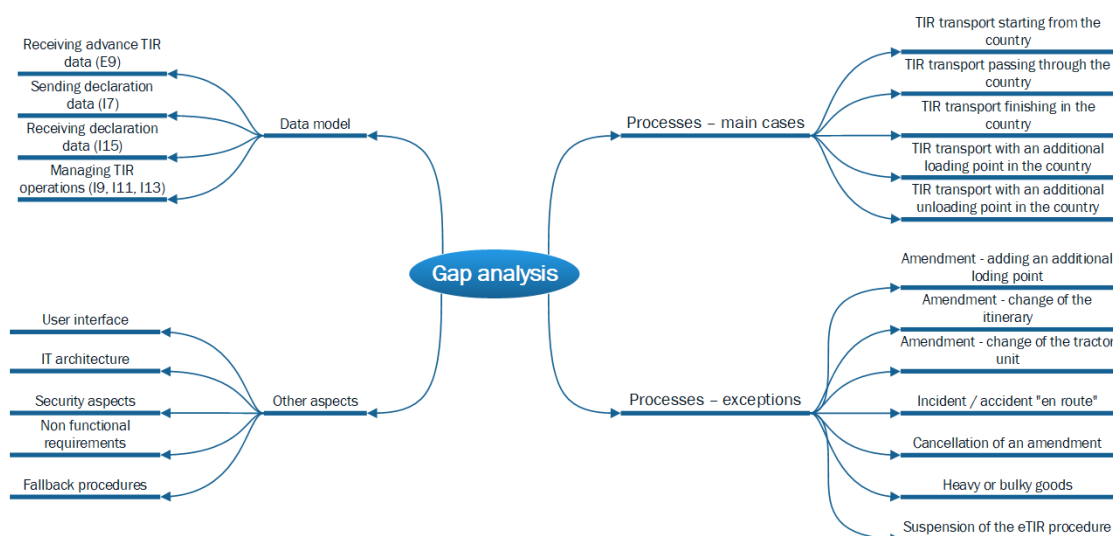 Receiving advance TIR
data (E9)
Sending declaration
data (I7)
Receiving declaration
data (I15)
Managing TIR
operations (I9, I11, I13)
Data model
User interface
IT architecture
Security aspects
Non functional
requirements
Fallback procedures
Other aspects
Gap analysis
Processes – main cases
TIR transport starting from the
country
TIR transport passing through the
country
TIR transport finishing in the
country
TIR transport with an additional
loading point in the country
TIR transport with an additional
unloading point in the country
Processes – exceptions
Amendment - adding an additional
loding point
Amendment - change of the
itinerary
Amendment - change of the tractor
unit
Incident / accident "en route"
Cancellation of an amendment
Heavy or bulky goods
Suspension of the eTIR procedure